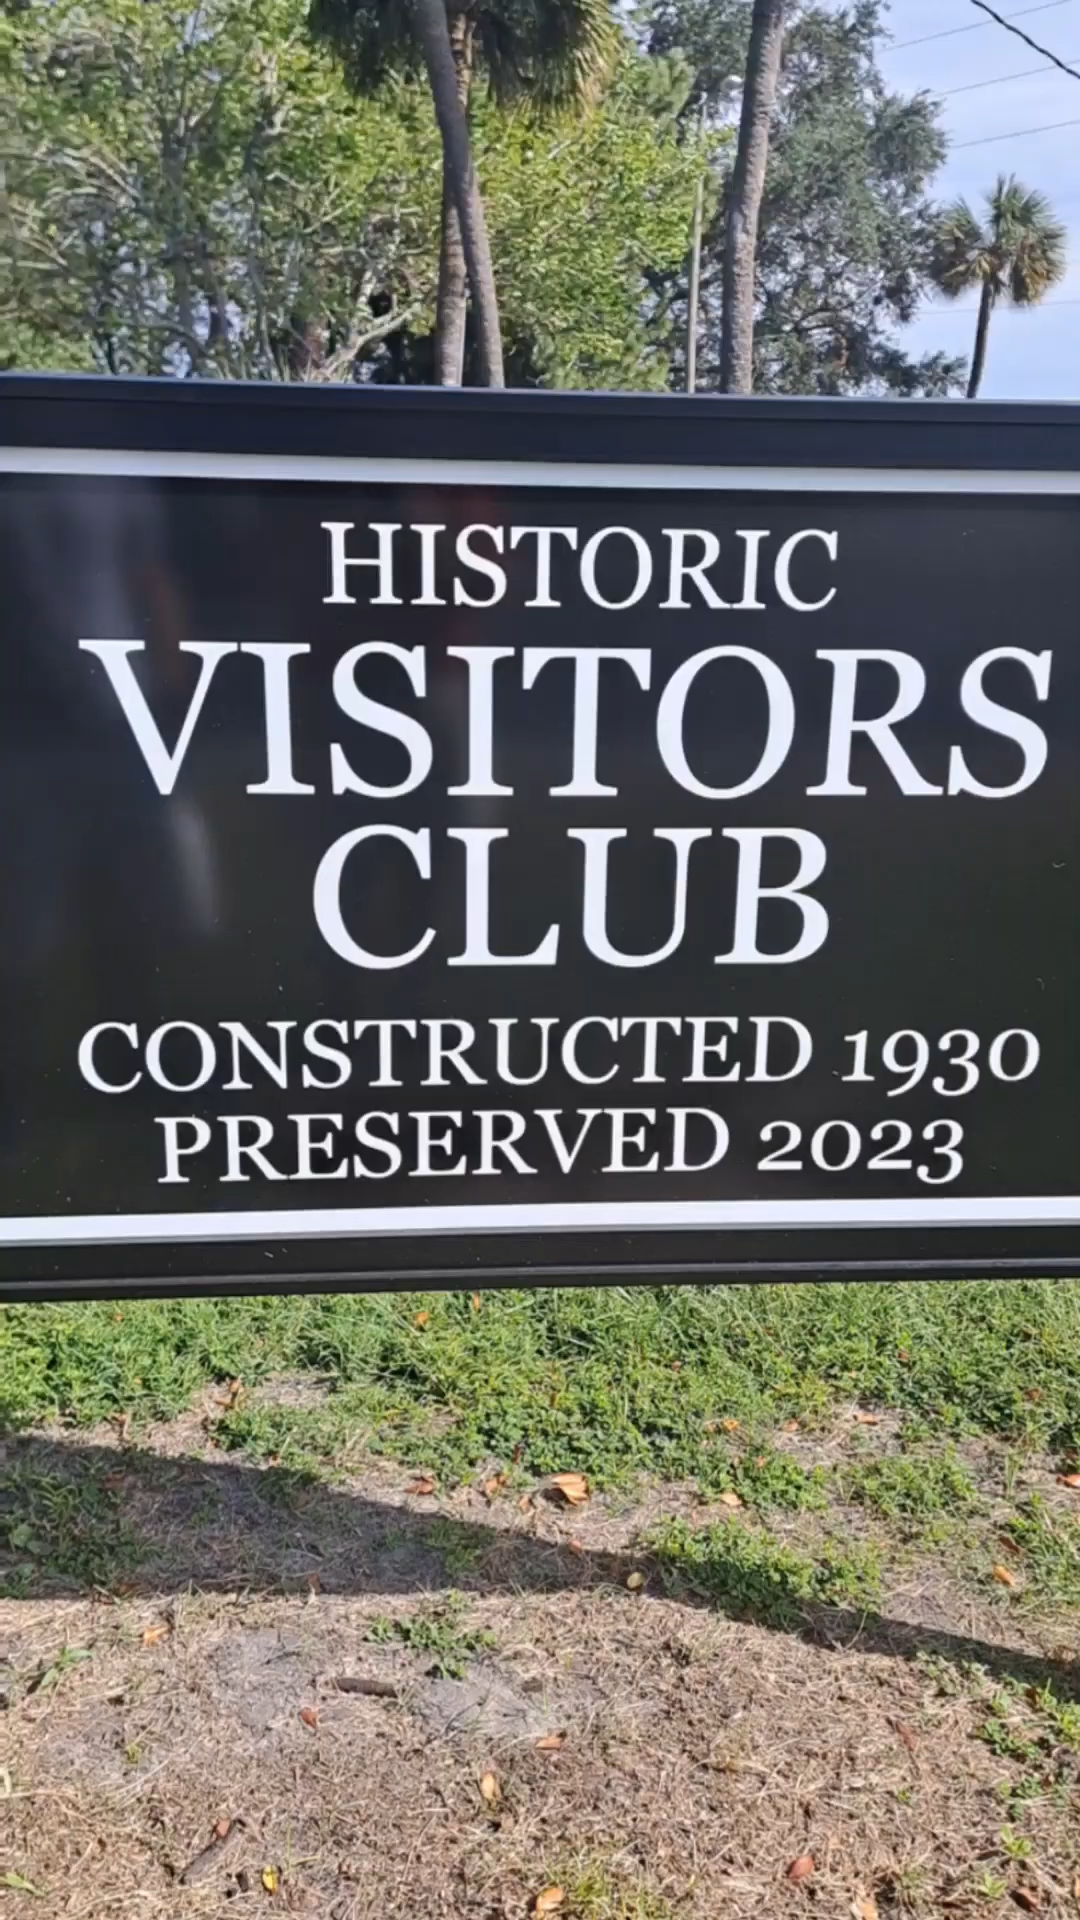 HISTORIC
VISITORS
CLUB
CONSTRUCTED 1930
PRESERVED 2023